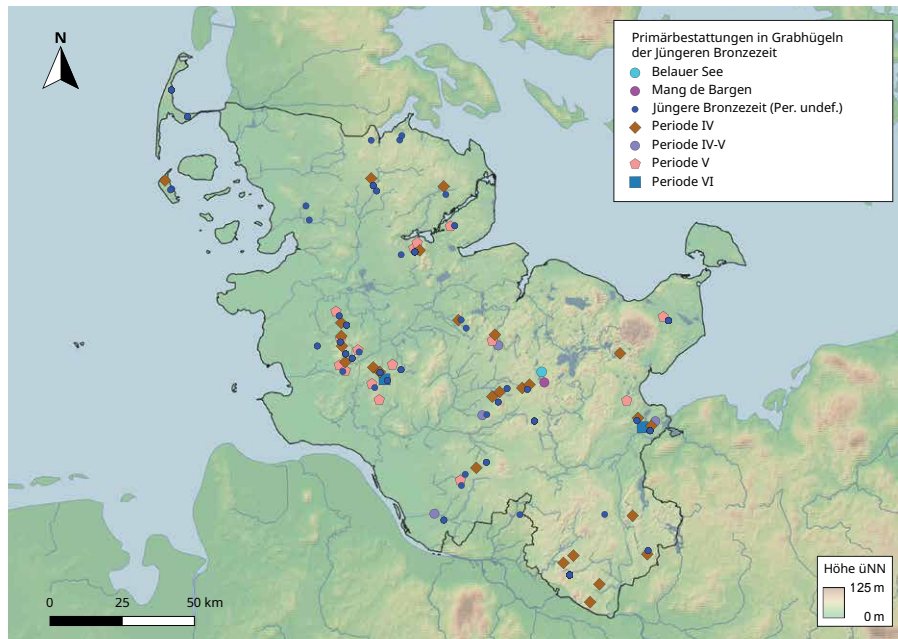 N
Primärbestattungen in Grabhügeln
der Jüngeren Bronzezeit
Belauer See
Mang de Bargen
Jüngere Bronzezeit (Per. undef.)
Periode IV
Periode IV-V
Periode V
Periode VI
Höhe üNN
125 m
0 m
0 25 50 km